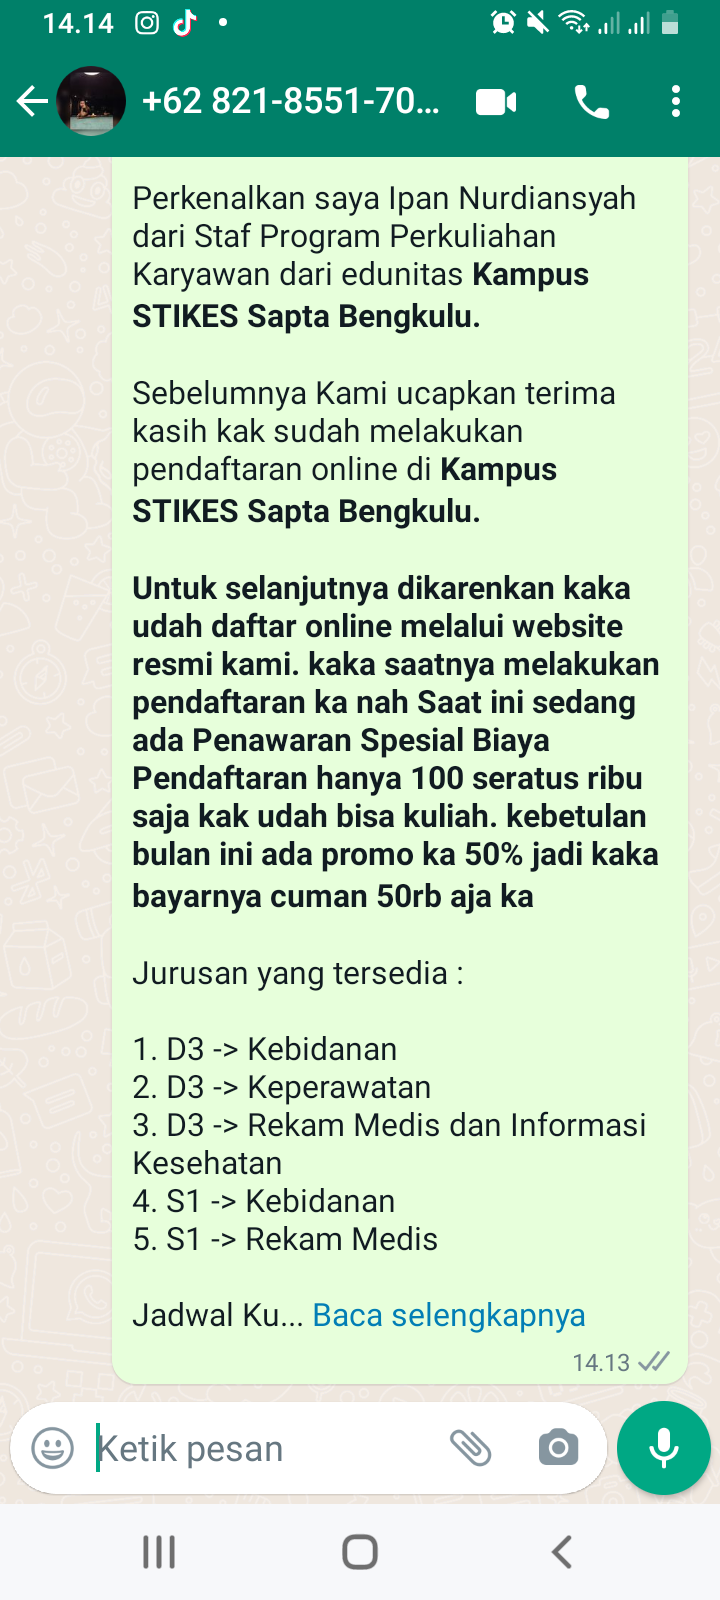 14.14
+62 821-8551-70...
Perkenalkan saya Ipan Nurdiansyah
dari Staf Program Perkuliahan
Karyawan dari edunitas Kampus
STIKES Sapta Bengkulu.
Sebelumnya Kami ucapkan terima
kasih kak sudah melakukan
pendaftaran online di Kampus
STIKES Sapta Bengkulu.
Untuk selanjutnya dikarenkan kaka
udah daftar online melalui website
resmi kami. kaka saatnya melakukan
pendaftaran ka nah Saat ini sedang
ada Penawaran Spesial Biaya
Pendaftaran hanya 100 seratus ribu
saja kak udah bisa kuliah. kebetulan
bulan ini ada promo ka 50% jadi kaka
bayarnya cuman 50rb aja ka
Jurusan yang tersedia :
1. D3 -> Kebidanan
2. D3 -> Keperawatan
3. D3 -> Rekam Medis dan Informasi
Kesehatan
4. S1 -> Kebidanan
5. S1 -> Rekam Medis
Jadwal Ku... Baca selengkapnya
14.13
Ketik pesan